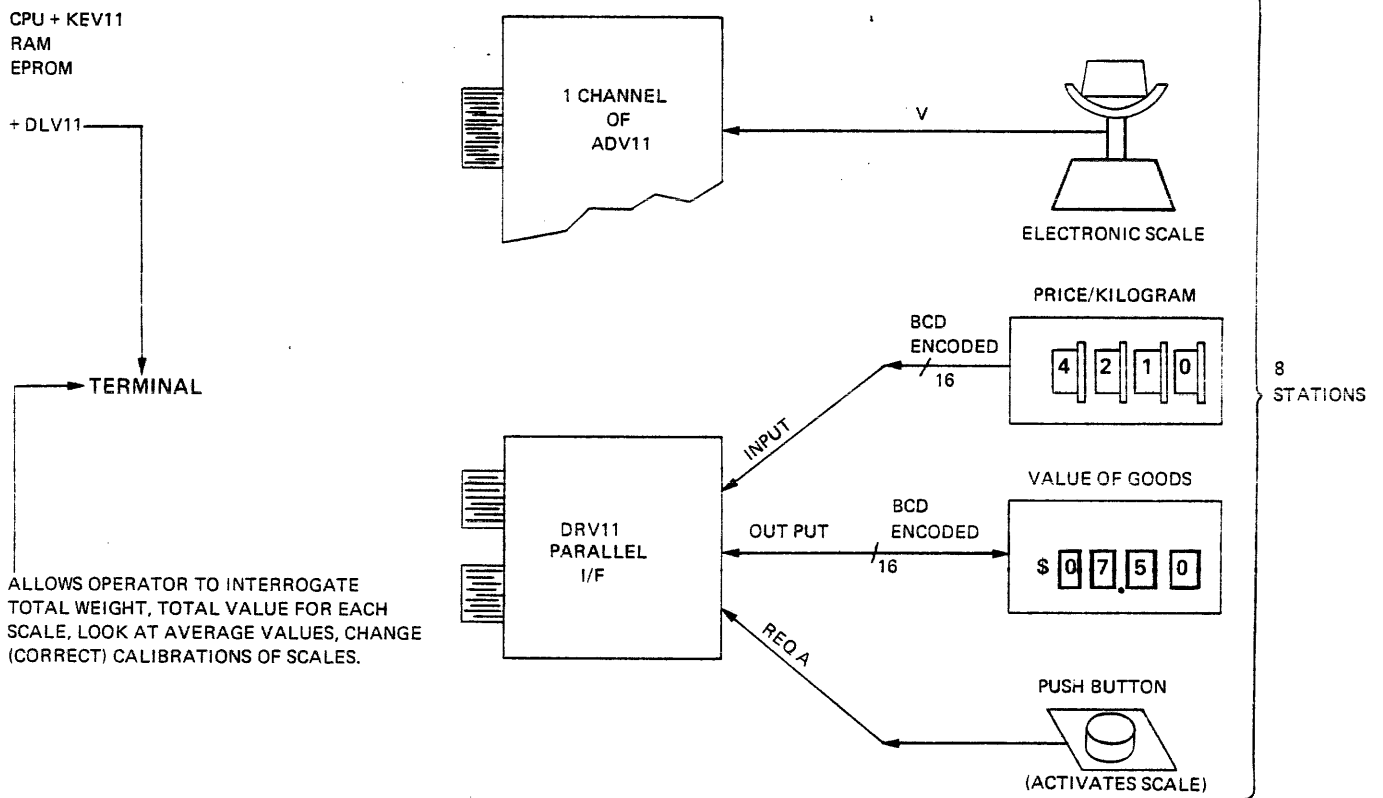 CPU + KEV11
RAM
EPROM
+ DLV11
TERMINAL
ALLOWS OPERATOR TO INTERROGATE
TOTAL WEIGHT, TOTAL VALUE FOR EACH
SCALE, LOOK AT AVERAGE VALUES, CHANGE
(CORRECT) CALIBRATIONS OF SCALES.
1 CHANNEL
OF
ADV11
V
ELECTRONIC SCALE
PRICE/KILOGRAM
BCD
ENCODED
16
4 2 1 0
INPUT
8
STATIONS
VALUE OF GOODS
DRV11
PARALLEL
I/F
OUT PUT
BCD
ENCODED
16
$ 0 7.5 0
REQ A
PUSH BUTTON
(ACTIVATES SCALE)